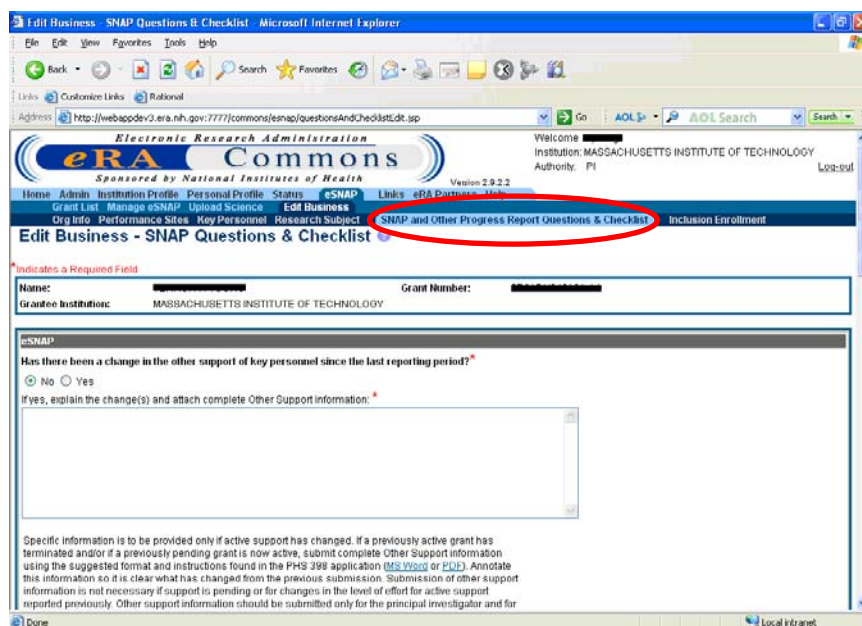 Edit Business - SNAP Questions & Checklist - Microsoft Internet Explorer
File Edit View Favorites Tools Help
Back Search Favorites
Links Customize Links Rational
Address http://webappdev3.era.nih.gov:7777/commons/esnap/questionsAndChecklistEdit.jsp Go AOL AOL Search Search
Electronic Research Administration
eRA Commons
Sponsored by National Institutes of Health
Version 2.9.2.2
Welcome
Institution: MASSACHUSETTS INSTITUTE OF TECHNOLOGY
Authority: PI
Log-out
Home Admin Institution Profile Personal Profile Status eSNAP Links eRA Partners Help
Grant List Manage eSNAP Upload Science Edit Business
Org Info Performance Sites Key Personnel Research Subject SNAP and Other Progress Report Questions & Checklist Inclusion Enrollment
Edit Business - SNAP Questions & Checklist
*Indicates a Required Field
Name: Grant Number:
Grantee Institution: MASSACHUSETTS INSTITUTE OF TECHNOLOGY
eSNAP
Has there been a change in the other support of key personnel since the last reporting period?*
No Yes
If yes, explain the change(s) and attach complete Other Support information: *
Specific information is to be provided only if active support has changed. If a previously active grant has
terminated and/or if a previously pending grant is now active, submit complete Other Support information
using the suggested format and instructions found in the PHS 398 application (MS Word or PDF). Annotate
this information so it is clear what has changed from the previous submission. Submission of other support
information is not necessary if support is pending or for changes in the level of effort for active support
reported previously. Other support information should be submitted only for the principal investigator and for
Done Local intranet